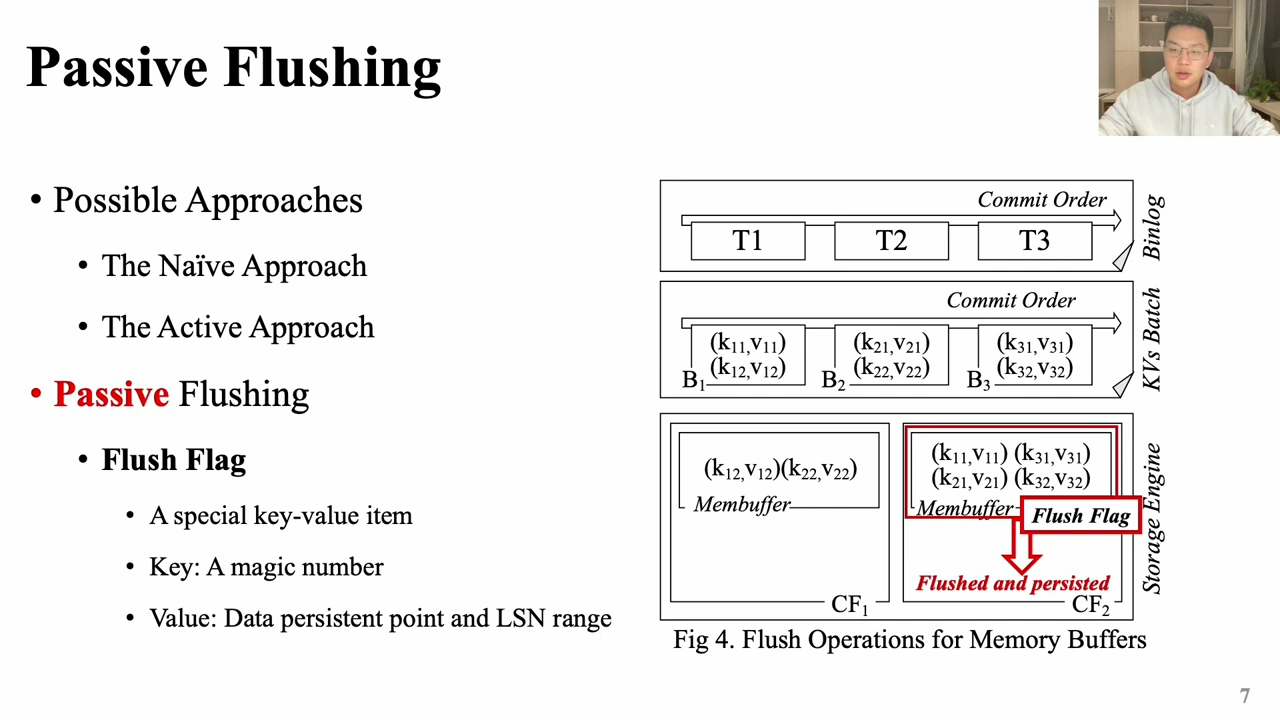 Passive Flushing
• Possible Approaches
• The Naïve Approach
• The Active Approach
• Passive Flushing
• Flush Flag
• A special key-value item
• Key: A magic number
• Value: Data persistent point and LSN range
Commit Order
T1 T2 T3
Binlog
Commit Order
(k11,v11) (k21,v21) (k31,v31)
(k12,v12) (k22,v22) (k32,v32)
B1 B2 B3
KVs Batch
(k12,v12)(k22,v22)
Membuffer
CF1
(k11,v11) (k31,v31)
(k21,v21) (k32,v32)
Membuffer
Flush Flag
Flushed and persisted
CF2
Storage Engine
Fig 4. Flush Operations for Memory Buffers
7